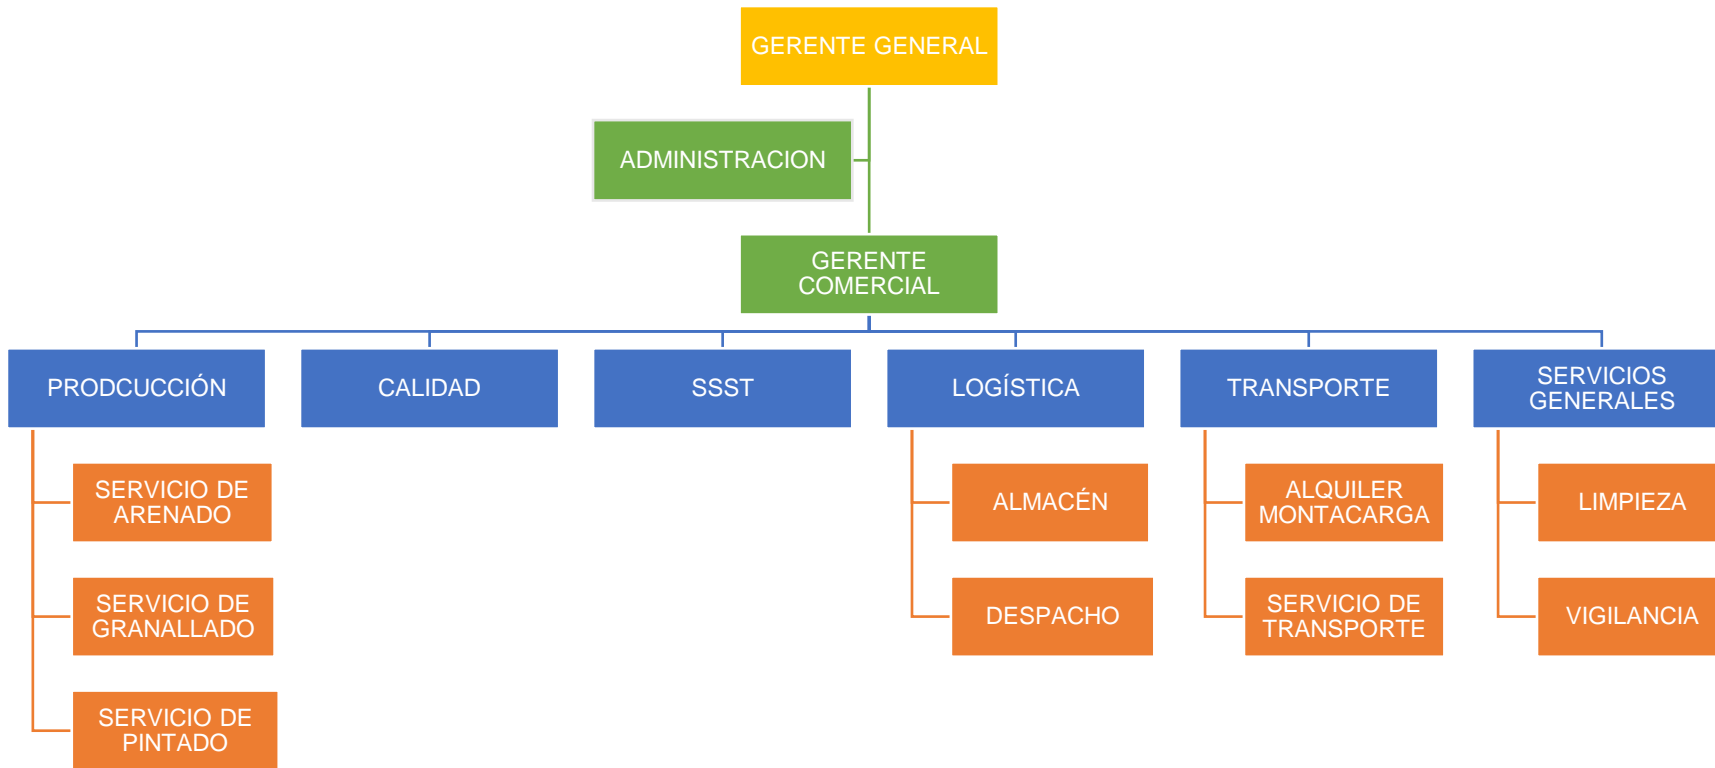 GERENTE GENERAL
ADMINISTRACION
GERENTE
COMERCIAL
PRODCUCCIÓN
CALIDAD
SSST
LOGÍSTICA
TRANSPORTE
SERVICIOS
GENERALES
SERVICIO DE
ARENADO
SERVICIO DE
GRANALLADO
SERVICIO DE
PINTADO
ALMACÉN
DESPACHO
ALQUILER
MONTACARGA
SERVICIO DE
TRANSPORTE
LIMPIEZA
VIGILANCIA